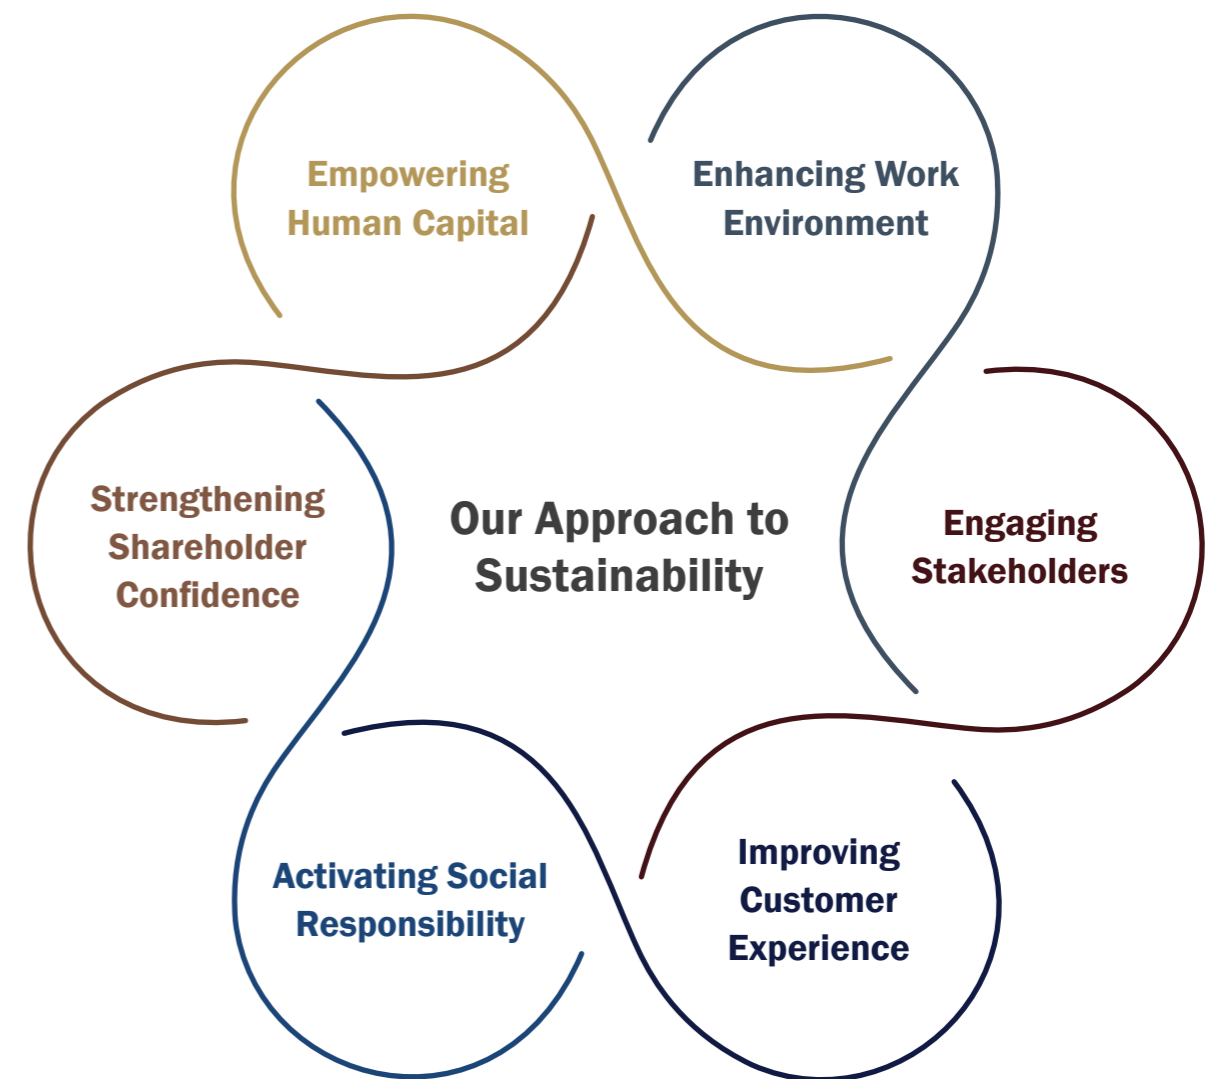 Empowering
Human Capital
Enhancing Work
Environment
Strengthening
Shareholder
Confidence
Our Approach to
Sustainability
Engaging
Stakeholders
Activating Social
Responsibility
Improving
Customer
Experience